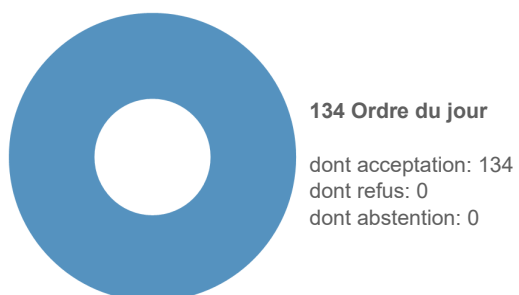 134 Ordre du jour
dont acceptation: 134
dont refus: 0
dont abstention: 0